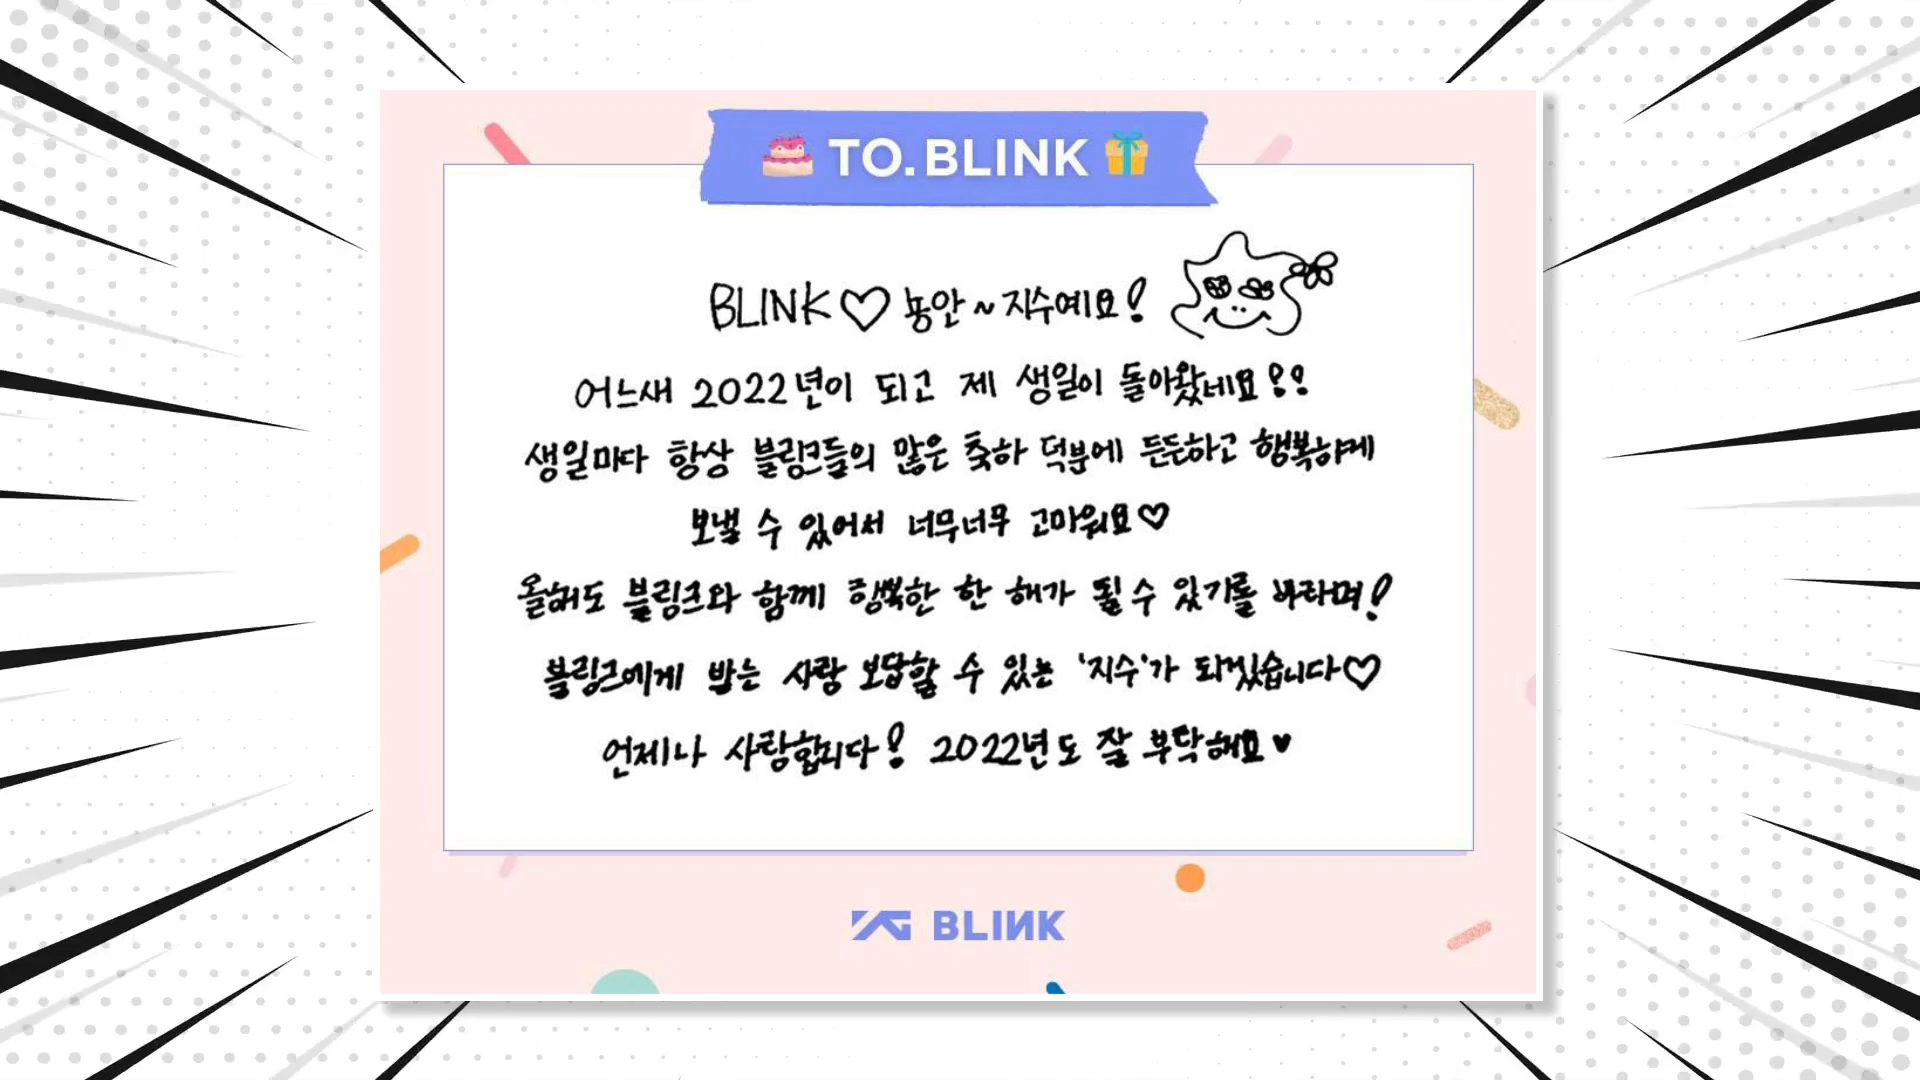 TO. BLINK
BLINK♡ 뇽안~ 지수예요!
어느새 2022년이 되고 제 생일이 돌아왔네요!!
생일마다 항상 블링크들의 많은 축하 덕분에 든든하고 행복하게
보낼 수 있어서 너무너무 고마워요♡
올해도 블링크와 함께 행복한 한 해가 될 수 있기를 바라며!
블링크에게 받는 사랑 보답할 수 있는 '지수'가 되겠습니다♡
언제나 사랑합니다! 2022년도 잘 부탁해요♥
YG BLINK